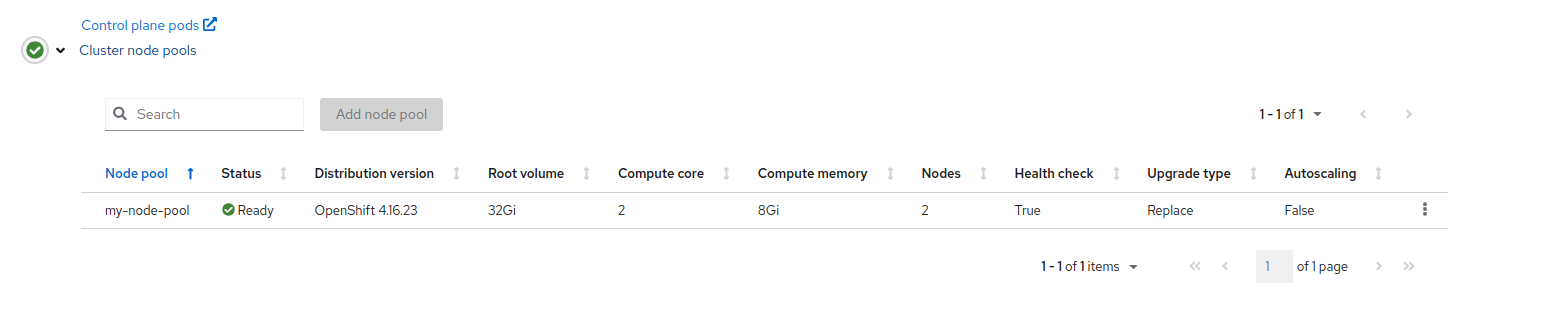 Control plane pods
Cluster node pools
Search Add node pool 1 - 1 of 1
Node pool Status Distribution version Root volume Compute core Compute memory Nodes Health check Upgrade type Autoscaling
my-node-pool Ready OpenShift 4.16.23 32Gi 2 8Gi 2 True Replace False
1 - 1 of 1 items 1 of 1 page